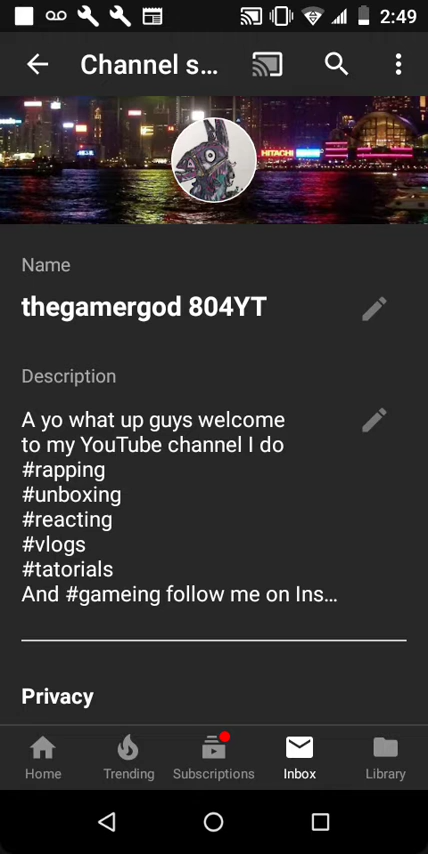 2:49
Channel s...
HITACHI
Name
thegamergod 804YT
Description
A yo what up guys welcome
to my YouTube channel I do
#rapping
#unboxing
#reacting
#vlogs
#tatorials
And #gameing follow me on Ins...
Privacy
Home Trending Subscriptions Inbox Library